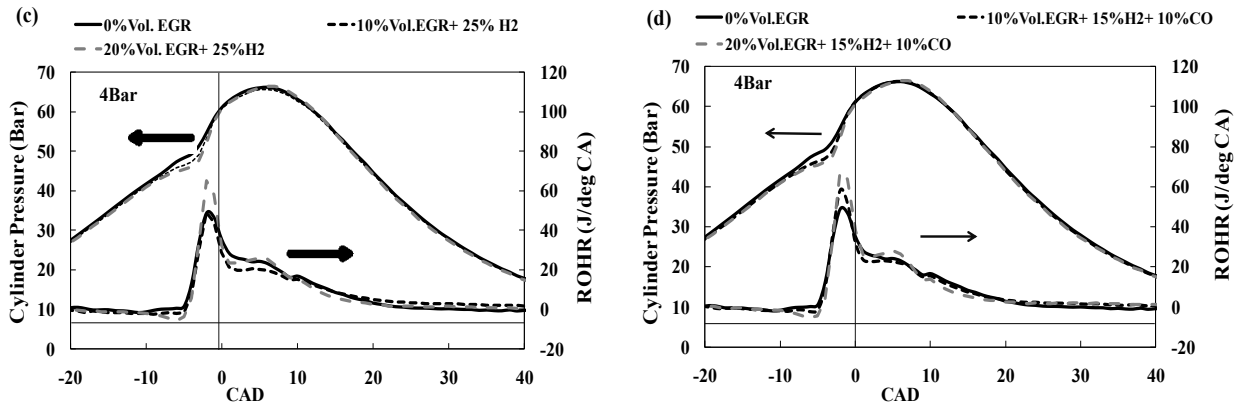 (c)
0%Vol. EGR
10%Vol.EGR+ 25% H2
20%Vol. EGR+ 25%H2
4Bar
Cylinder Pressure (Bar)
70
60
50
40
30
20
10
0
ROHR (J/deg CA)
120
100
80
60
40
20
0
-20
-20
-10
0
10
20
30
40
CAD
(d)
0%Vol.EGR
10%Vol.EGR+ 15%H2+ 10%CO
20%Vol.EGR+ 15%H2+ 10%CO
4Bar
Cylinder Pressure (Bar)
70
60
50
40
30
20
10
0
ROHR (J/deg CA)
120
100
80
60
40
20
0
-20
-20
-10
0
10
20
30
40
CAD